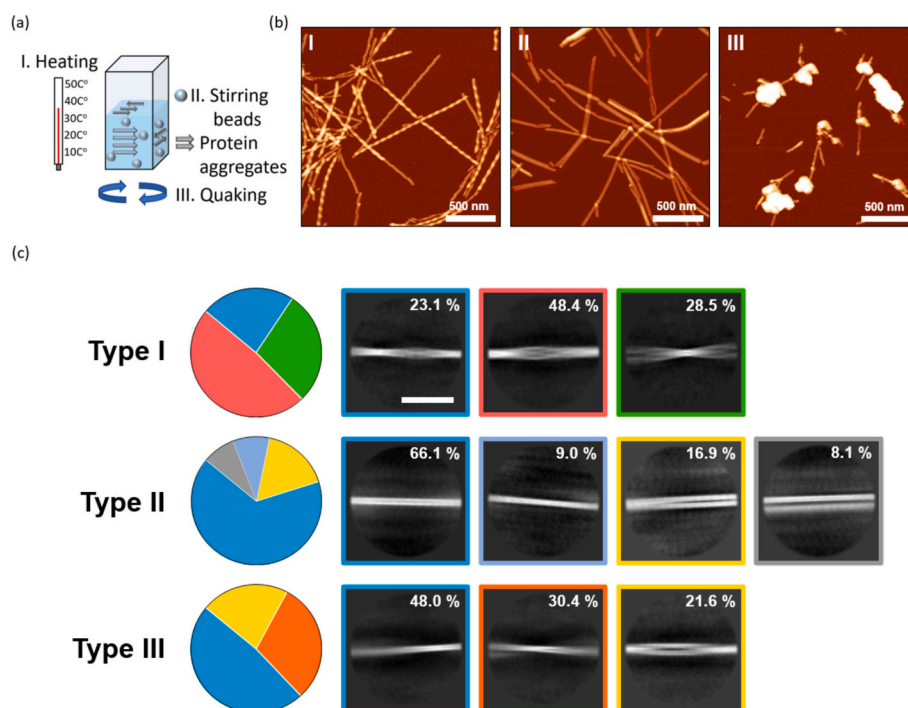 (a)
I. Heating
50C°
40C°
30C°
20C°
10C°
II. Stirring
beads
Protein
aggregates
III. Quaking
(b)
I
500 nm
II
500 nm
III
500 nm
(c)
Type I
23.1 %
48.4 %
28.5 %
Type II
66.1 %
9.0 %
16.9 %
8.1 %
Type III
48.0 %
30.4 %
21.6 %